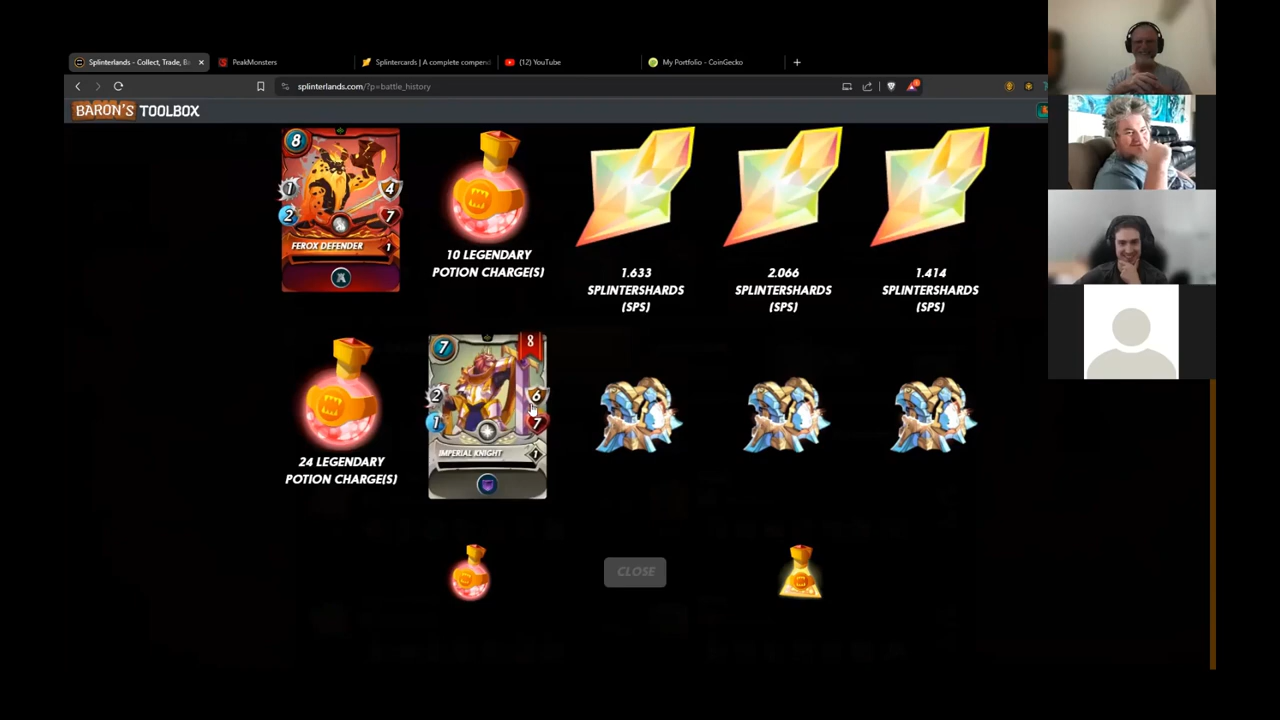 Splinterlands - Collect, Trade, Ba
PeakMonsters
Splintercards | A complete compend
(12) YouTube
My Portfolio - CoinGecko
splinterlands.com/?p=battle_history
BARON'S TOOLBOX
8
1
4
2
7
FEROX DEFENDER
1
10 LEGENDARY
POTION CHARGE(S)
1.633
SPLINTERSHARDS
(SPS)
2.066
SPLINTERSHARDS
(SPS)
1.414
SPLINTERSHARDS
(SPS)
24 LEGENDARY
POTION CHARGE(S)
7
8
2
6
1
7
IMPERIAL KNIGHT
1
CLOSE